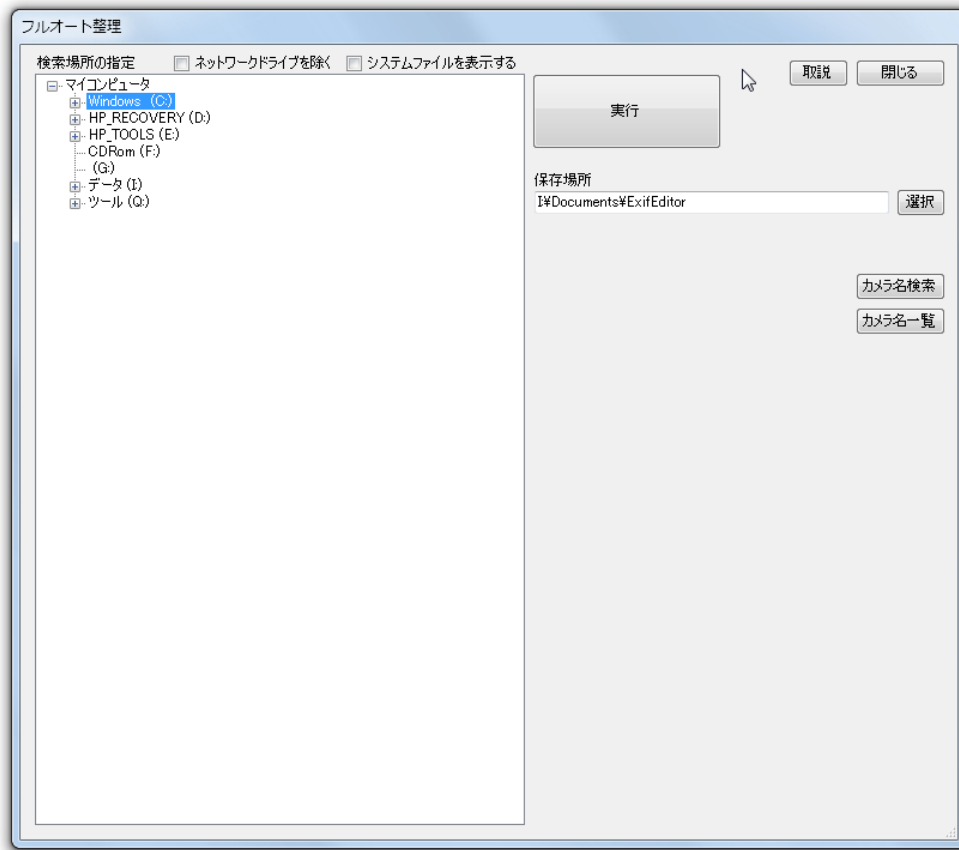 フルオート整理
検索場所の指定 ネットワークドライブを除く システムファイルを表示する
マイコンピュータ
Windows (C:)
HP_RECOVERY (D:)
HP_TOOLS (E:)
CDRom (F:)
(G:)
データ (I:)
ツール (Q:)
実行
取説
閉じる
保存場所
I¥Documents¥ExifEditor
選択
カメラ名検索
カメラ名一覧